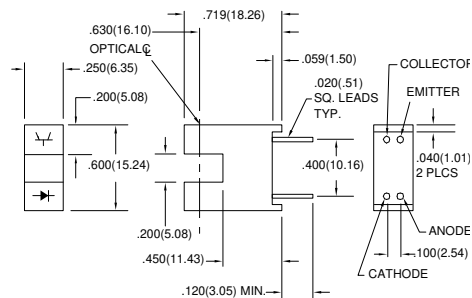 .719(18.26)
.630(16.10)
OPTICAL℄
.250(6.35)
.200(5.08)
.600(15.24)
.200(5.08)
.450(11.43)
.120(3.05) MIN.
.059(1.50)
.020(.51)
SQ. LEADS
TYP.
.400(10.16)
COLLECTOR
EMITTER
.040(1.01)
2 PLCS
ANODE
.100(2.54)
CATHODE